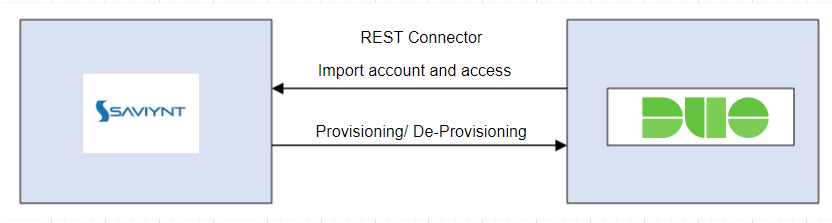 REST Connector
Import account and access
SAVIYNT
DUO
Provisioning/ De-Provisioning